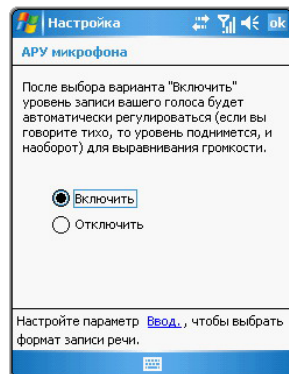 Настройка ok
АРУ микрофона
После выбора варианта "Включить"
уровень записи вашего голоса будет
автоматически регулироваться (если вы
говорите тихо, то уровень поднимется, и
наоборот) для выравнивания громкости.
Включить
Отключить
Настройте параметр Ввод. , чтобы выбрать
формат записи речи.